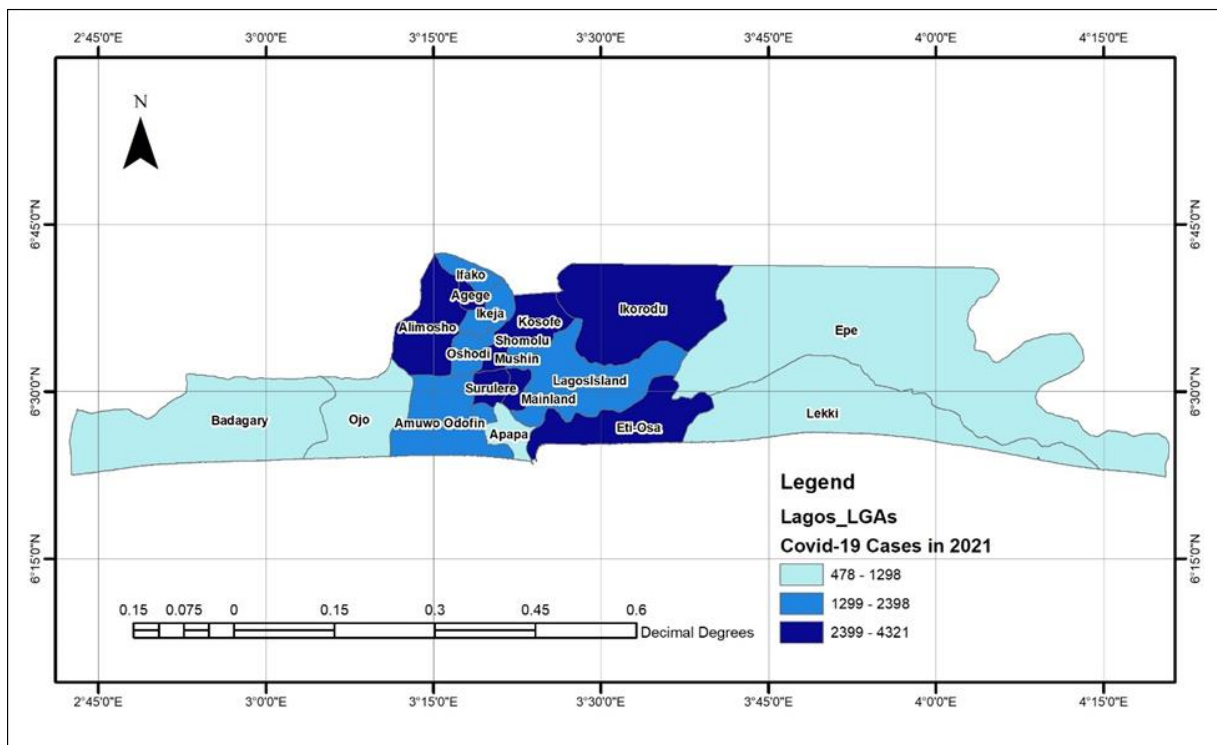 2°45'0"E 3°0'0"E 3°15'0"E 3°30'0"E 3°45'0"E 4°0'0"E 4°15'0"E
N
6°45'0"N 6°45'0"N
Ifako
Agege
Ikeja
Ikorodu
Kosofe
Alimosho
Epe
Shomolu
Oshodi
Mushin
LagosIsland
6°30'0"N 6°30'0"N
Surulere
Mainland
Lekki
Badagary
Ojo
Amuwo Odofin
Eti-Osa
Apapa
Legend
Lagos_LGAs
Covid-19 Cases in 2021
6°15'0"N 6°15'0"N
478 - 1298
1299 - 2398
2399 - 4321
0.15 0.075 0 0.15 0.3 0.45 0.6
Decimal Degrees
2°45'0"E 3°0'0"E 3°15'0"E 3°30'0"E 3°45'0"E 4°0'0"E 4°15'0"E